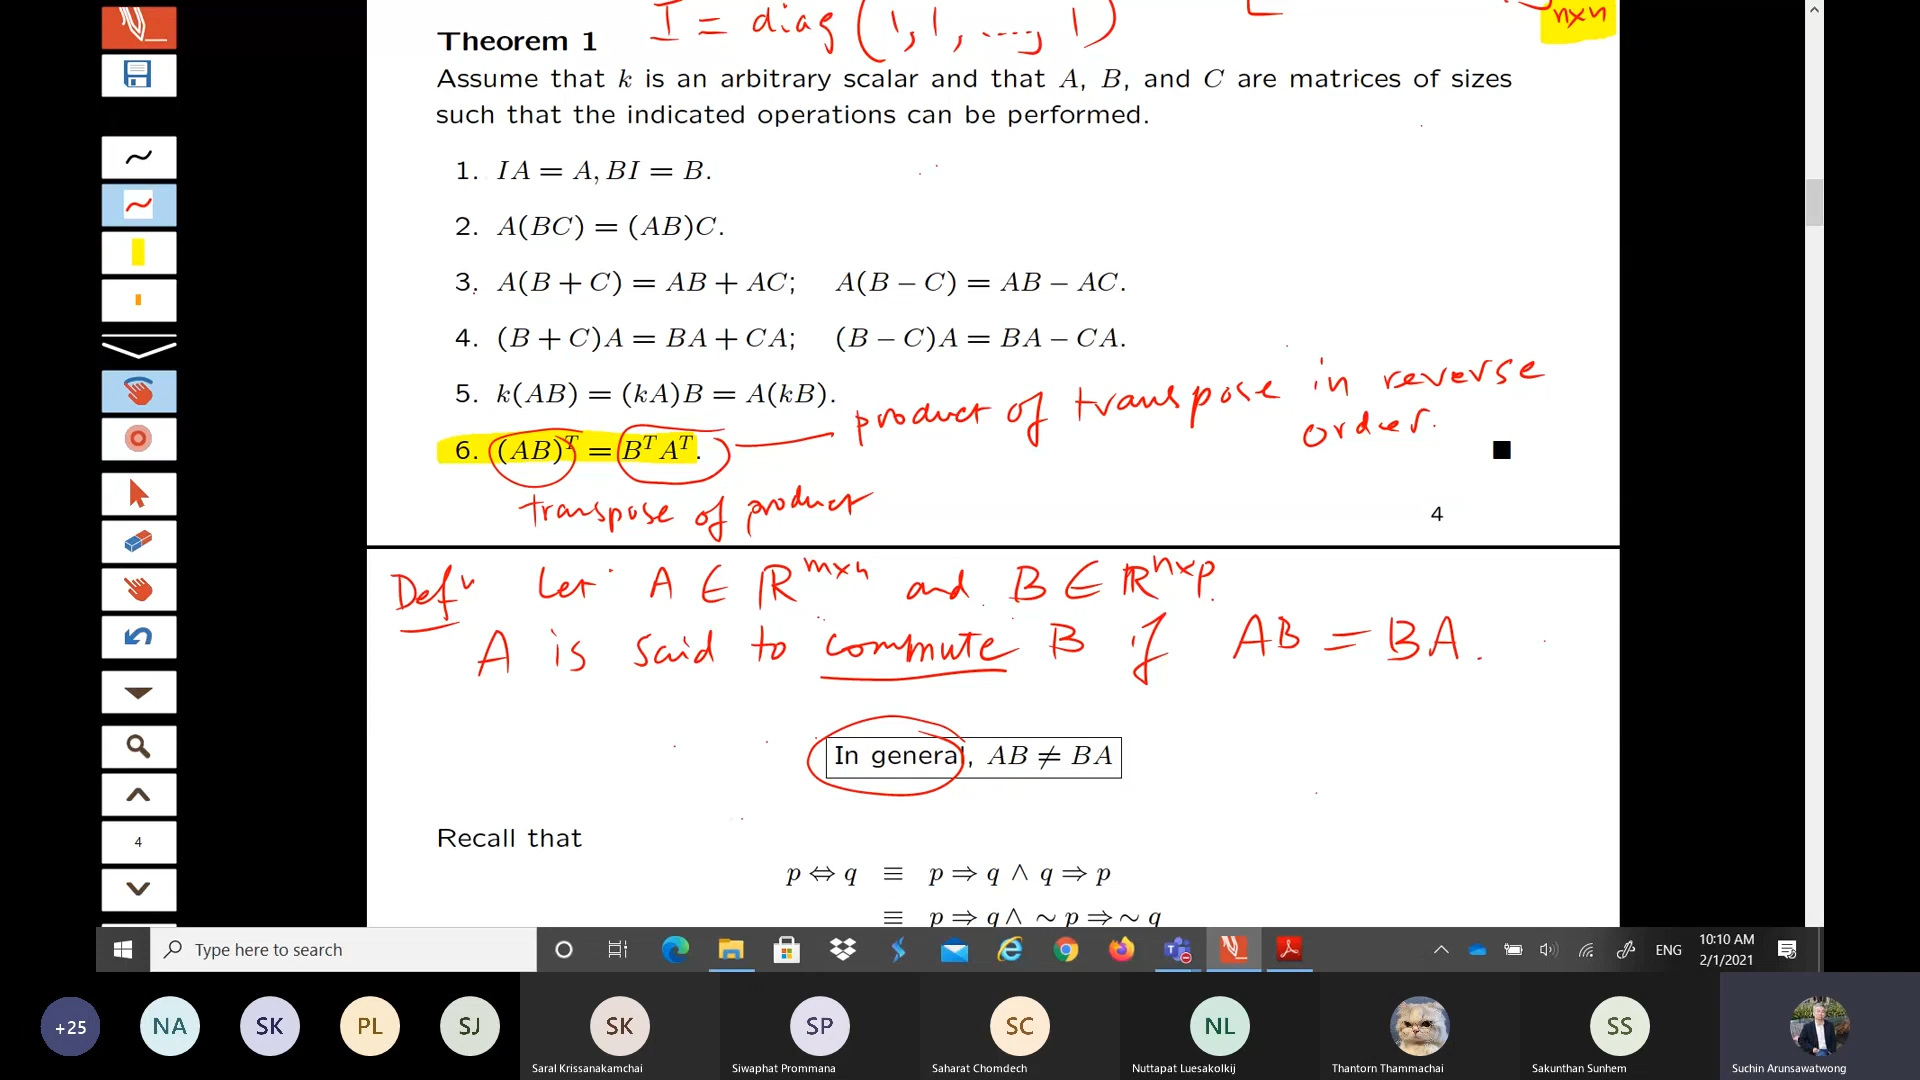 I = diag (1, 1, ...., 1)
n×n
Theorem 1
Assume that k is an arbitrary scalar and that A, B, and C are matrices of sizes
such that the indicated operations can be performed.
1. IA = A, BI = B.
2. A(BC) = (AB)C.
3. A(B + C) = AB + AC; A(B − C) = AB − AC.
4. (B + C)A = BA + CA; (B − C)A = BA − CA.
5. k(AB) = (kA)B = A(kB).
product of transpose in reverse
order.
6. (AB)ᵀ = BᵀAᵀ. ■
transpose of product
4
Defⁿ Let A ∈ ℝ^{m×n} and B ∈ ℝ^{n×p}.
A is said to commute B if AB = BA.
In general, AB ≠ BA
Recall that
p ⇔ q ≡ p ⇒ q ∧ q ⇒ p
≡ p ⇒ q ∧ ∼ p ⇒ ∼ q
4
Type here to search
ENG
10:10 AM
2/1/2021
+25
NA
SK
PL
SJ
SK
SP
SC
NL
SS
Saral Krissanakamchai
Siwaphat Prommana
Saharat Chomdech
Nuttapat Luesakolkij
Thantorn Thammachai
Sakunthan Sunhem
Suchin Arunsawatwong